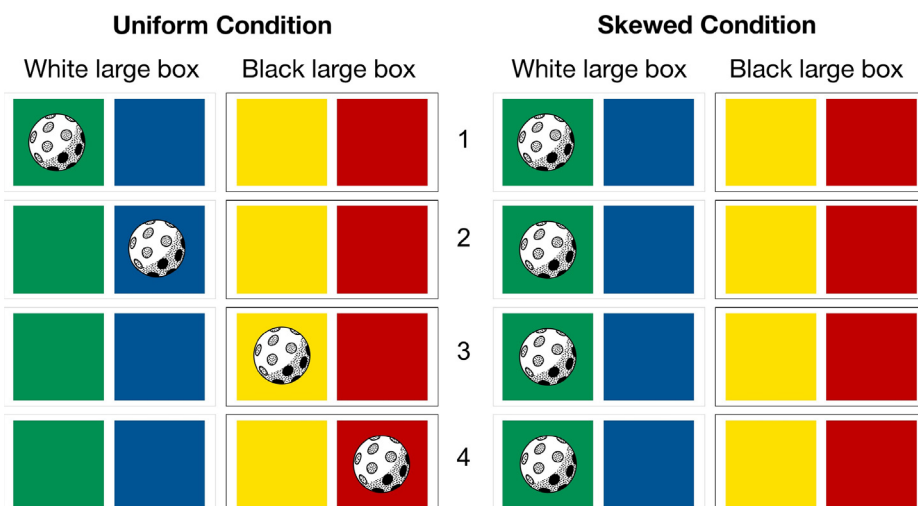 Uniform Condition
Skewed Condition
White large box
Black large box
White large box
Black large box
1
2
3
4